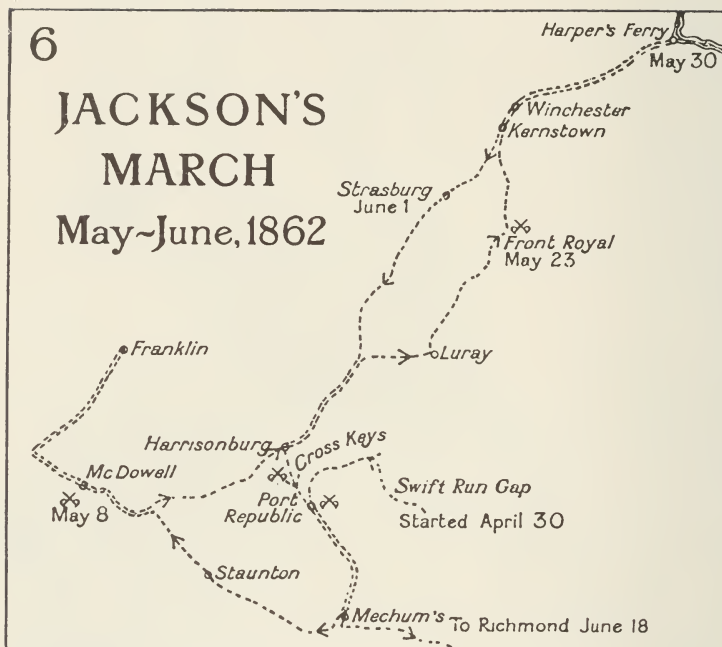 6
JACKSON'S
MARCH
May~June, 1862
Harper's Ferry
May 30
Winchester
Kernstown
Strasburg
June 1
Front Royal
May 23
Franklin
Luray
Harrisonburg
Cross Keys
McDowell
May 8
Port
Republic
Swift Run Gap
Started April 30
Staunton
Mechum's
To Richmond June 18